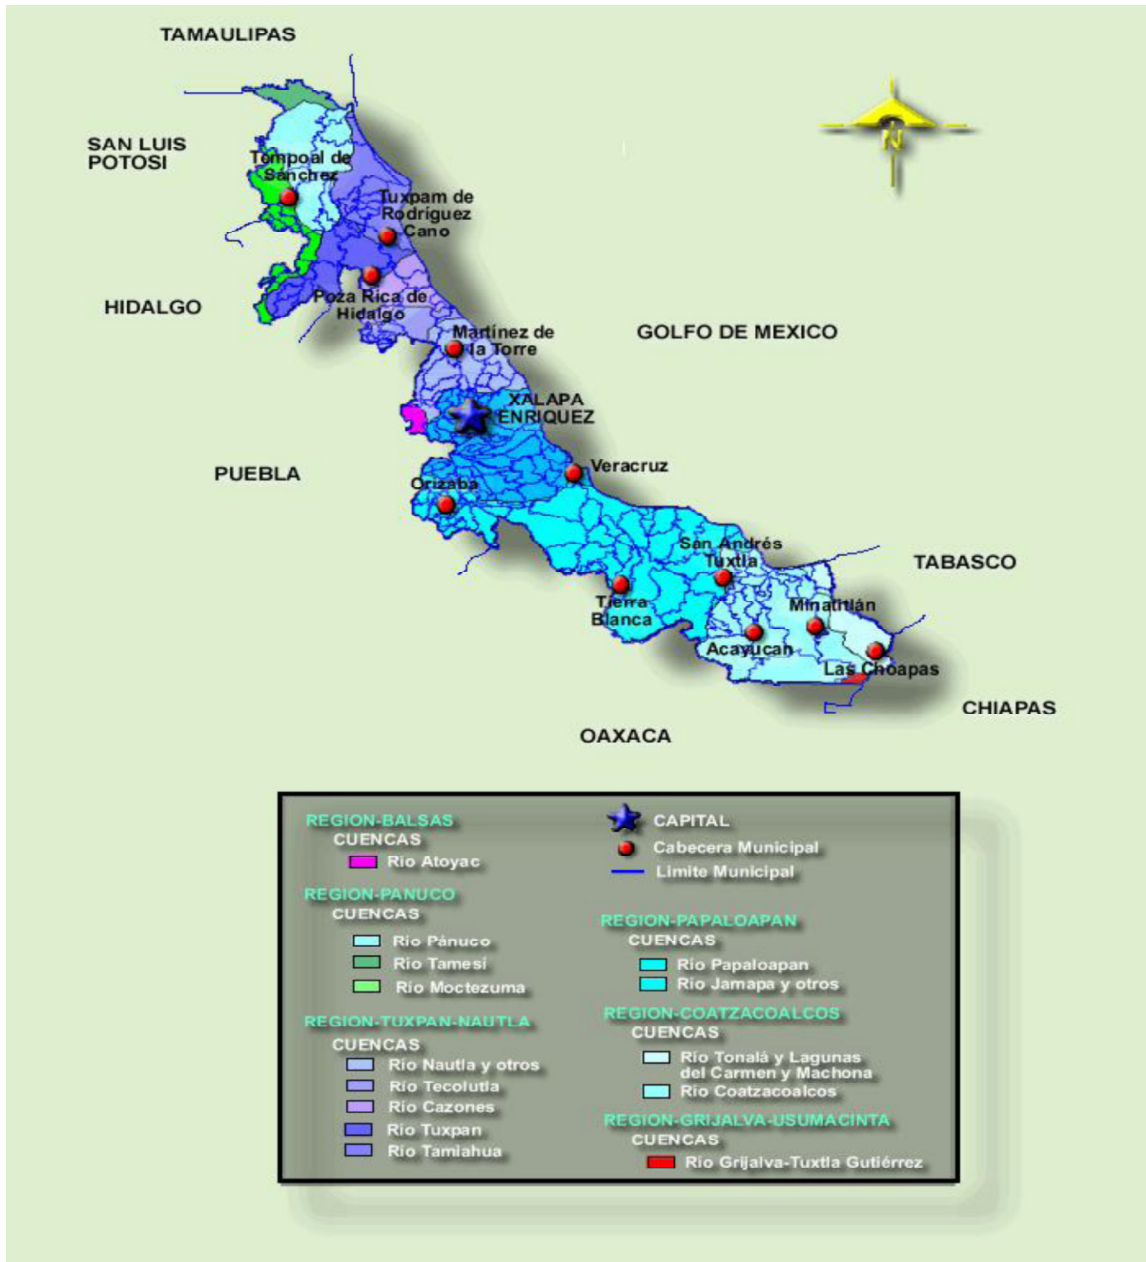 TAMAULIPAS
SAN LUIS
POTOSI
Tempoal de
Sánchez
N
Tuxpam de
Rodríguez
Cano
HIDALGO
Poza Rica de
Hidalgo
Martínez de
la Torre
GOLFO DE MEXICO
XALAPA
ENRIQUEZ
PUEBLA
Orizaba
Veracruz
San Andrés
Tuxtla
TABASCO
Tierra
Blanca
Minatitlán
Acayucan
Las Choapas
CHIAPAS
OAXACA
REGION-BALSAS
CUENCAS
Río Atoyac
REGION-PANUCO
CUENCAS
Río Pánuco
Río Tamesí
Río Moctezuma
REGION-TUXPAN-NAUTLA
CUENCAS
Río Nautla y otros
Río Tecolutla
Río Cazones
Río Tuxpan
Río Tamiahua
CAPITAL
Cabecera Municipal
Limite Municipal
REGION-PAPALOAPAN
CUENCAS
Río Papaloapan
Río Jamapa y otros
REGION-COATZACOALCOS
CUENCAS
Río Tonalá y Lagunas
del Carmen y Machona
Río Coatzacoalcos
REGION-GRIJALVA-USUMACINTA
CUENCAS
Río Grijalva-Tuxtla Gutiérrez